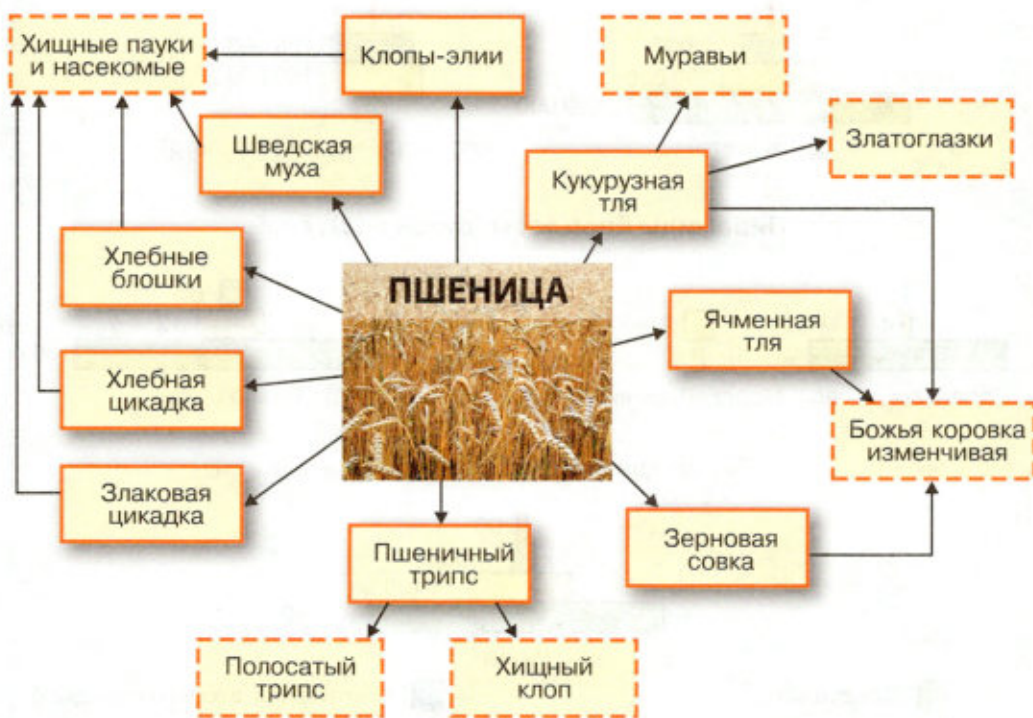 Хищные пауки
и насекомые
Клопы-элии
Муравьи
Златоглазки
Шведская
муха
Кукурузная
тля
Хлебные
блошки
ПШЕНИЦА
Ячменная
тля
Хлебная
цикадка
Божья коровка
изменчивая
Злаковая
цикадка
Пшеничный
трипс
Зерновая
совка
Полосатый
трипс
Хищный
клоп